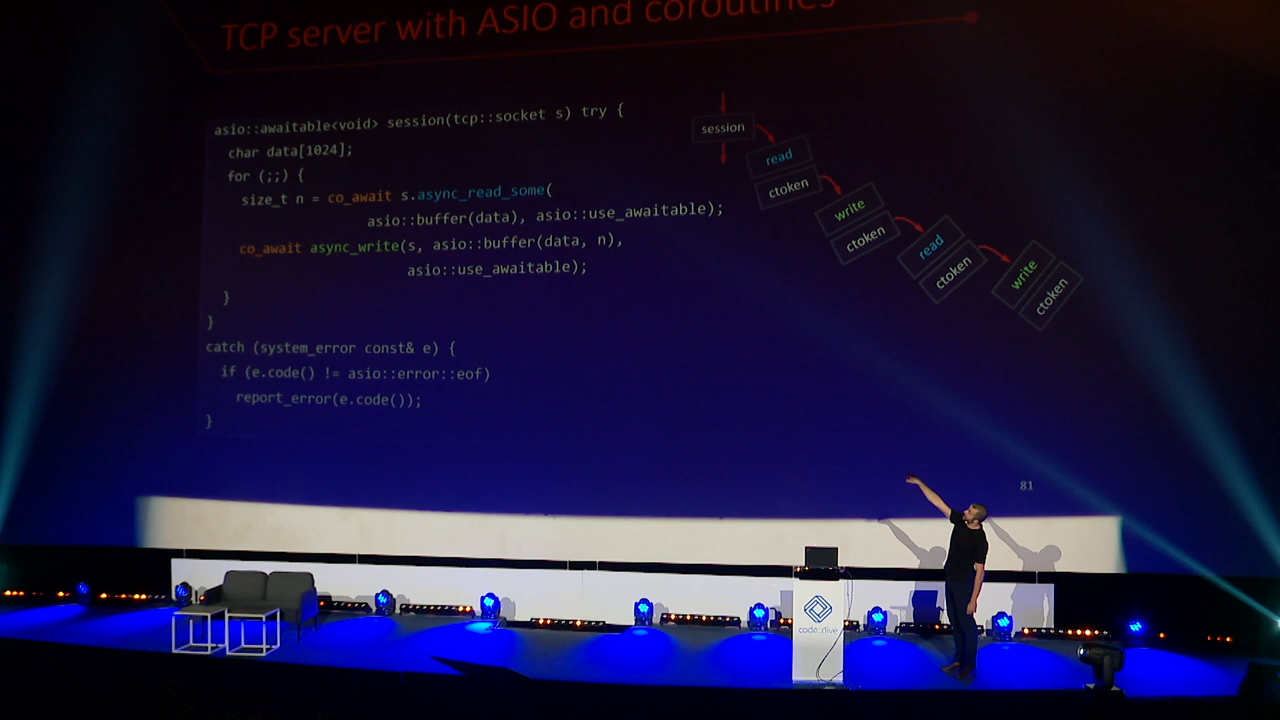 TCP server with ASIO and coroutines
asio::awaitable<void> session(tcp::socket s) try {
char data[1024];
for (;;) {
size_t n = co_await s.async_read_some(
asio::buffer(data), asio::use_awaitable);
co_await async_write(s, asio::buffer(data, n),
asio::use_awaitable);
}
}
catch (system_error const& e) {
if (e.code() != asio::error::eof)
report_error(e.code());
}
session
read
ctoken
write
ctoken
read
ctoken
write
ctoken
81
code::dive